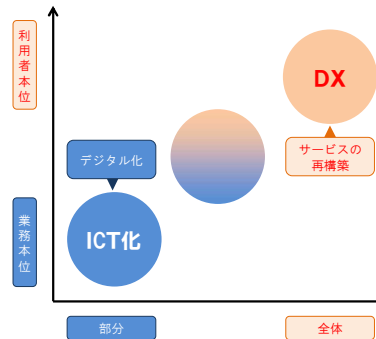 利用者本位
DX
サービスの
再構築
デジタル化
ICT化
業務本位
部分
全体